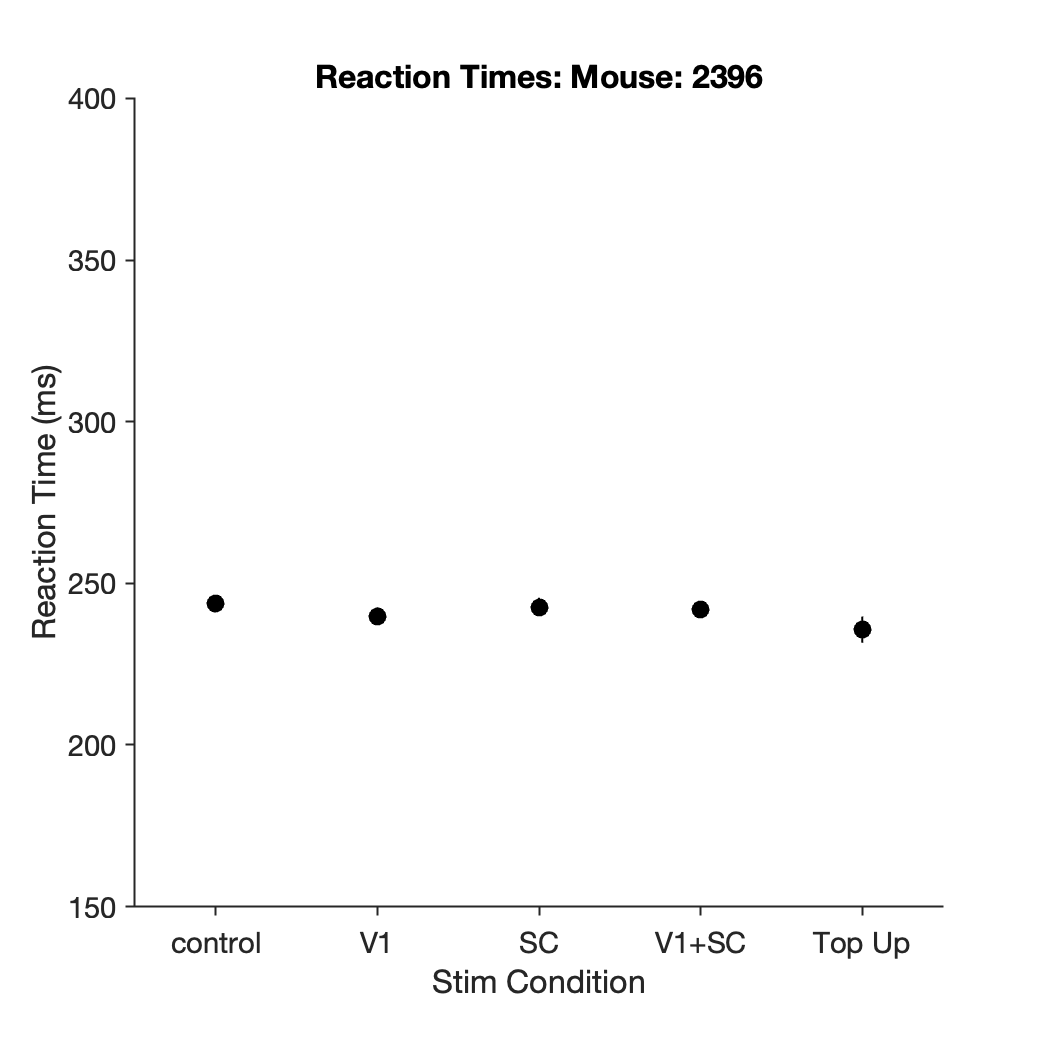 Reaction Times: Mouse: 2396
400
350
300
250
200
150
Reaction Time (ms)
control V1 SC V1+SC Top Up
Stim Condition